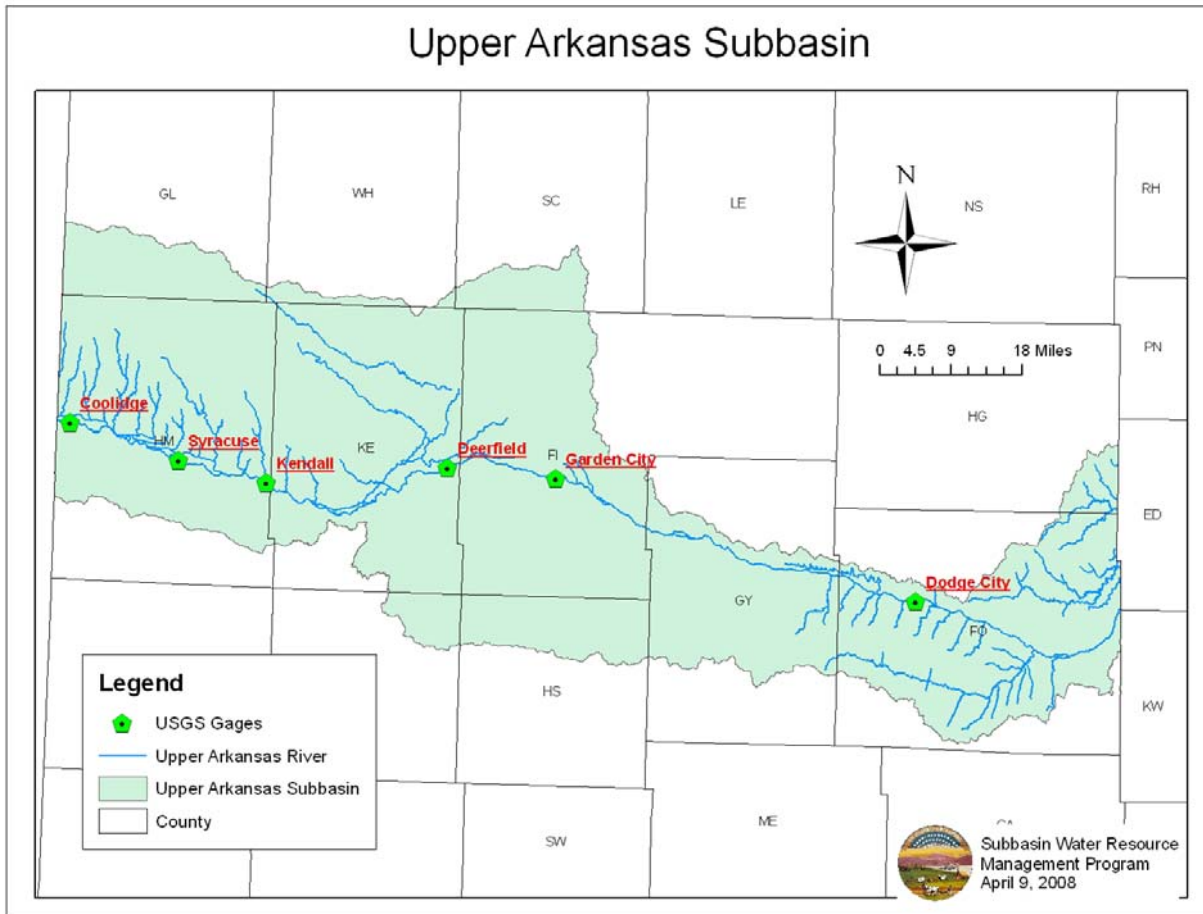 Upper Arkansas Subbasin
GL
WH
SC
LE
NS
RH
N
PN
0 4.5 9 18 Miles
HG
Coolidge
HM
Syracuse
Kendall
KE
Deerfield
FI
Garden City
ED
Dodge City
GY
FO
HS
KW
Legend
USGS Gages
Upper Arkansas River
Upper Arkansas Subbasin
County
SW
ME
Subbasin Water Resource
Management Program
April 9, 2008